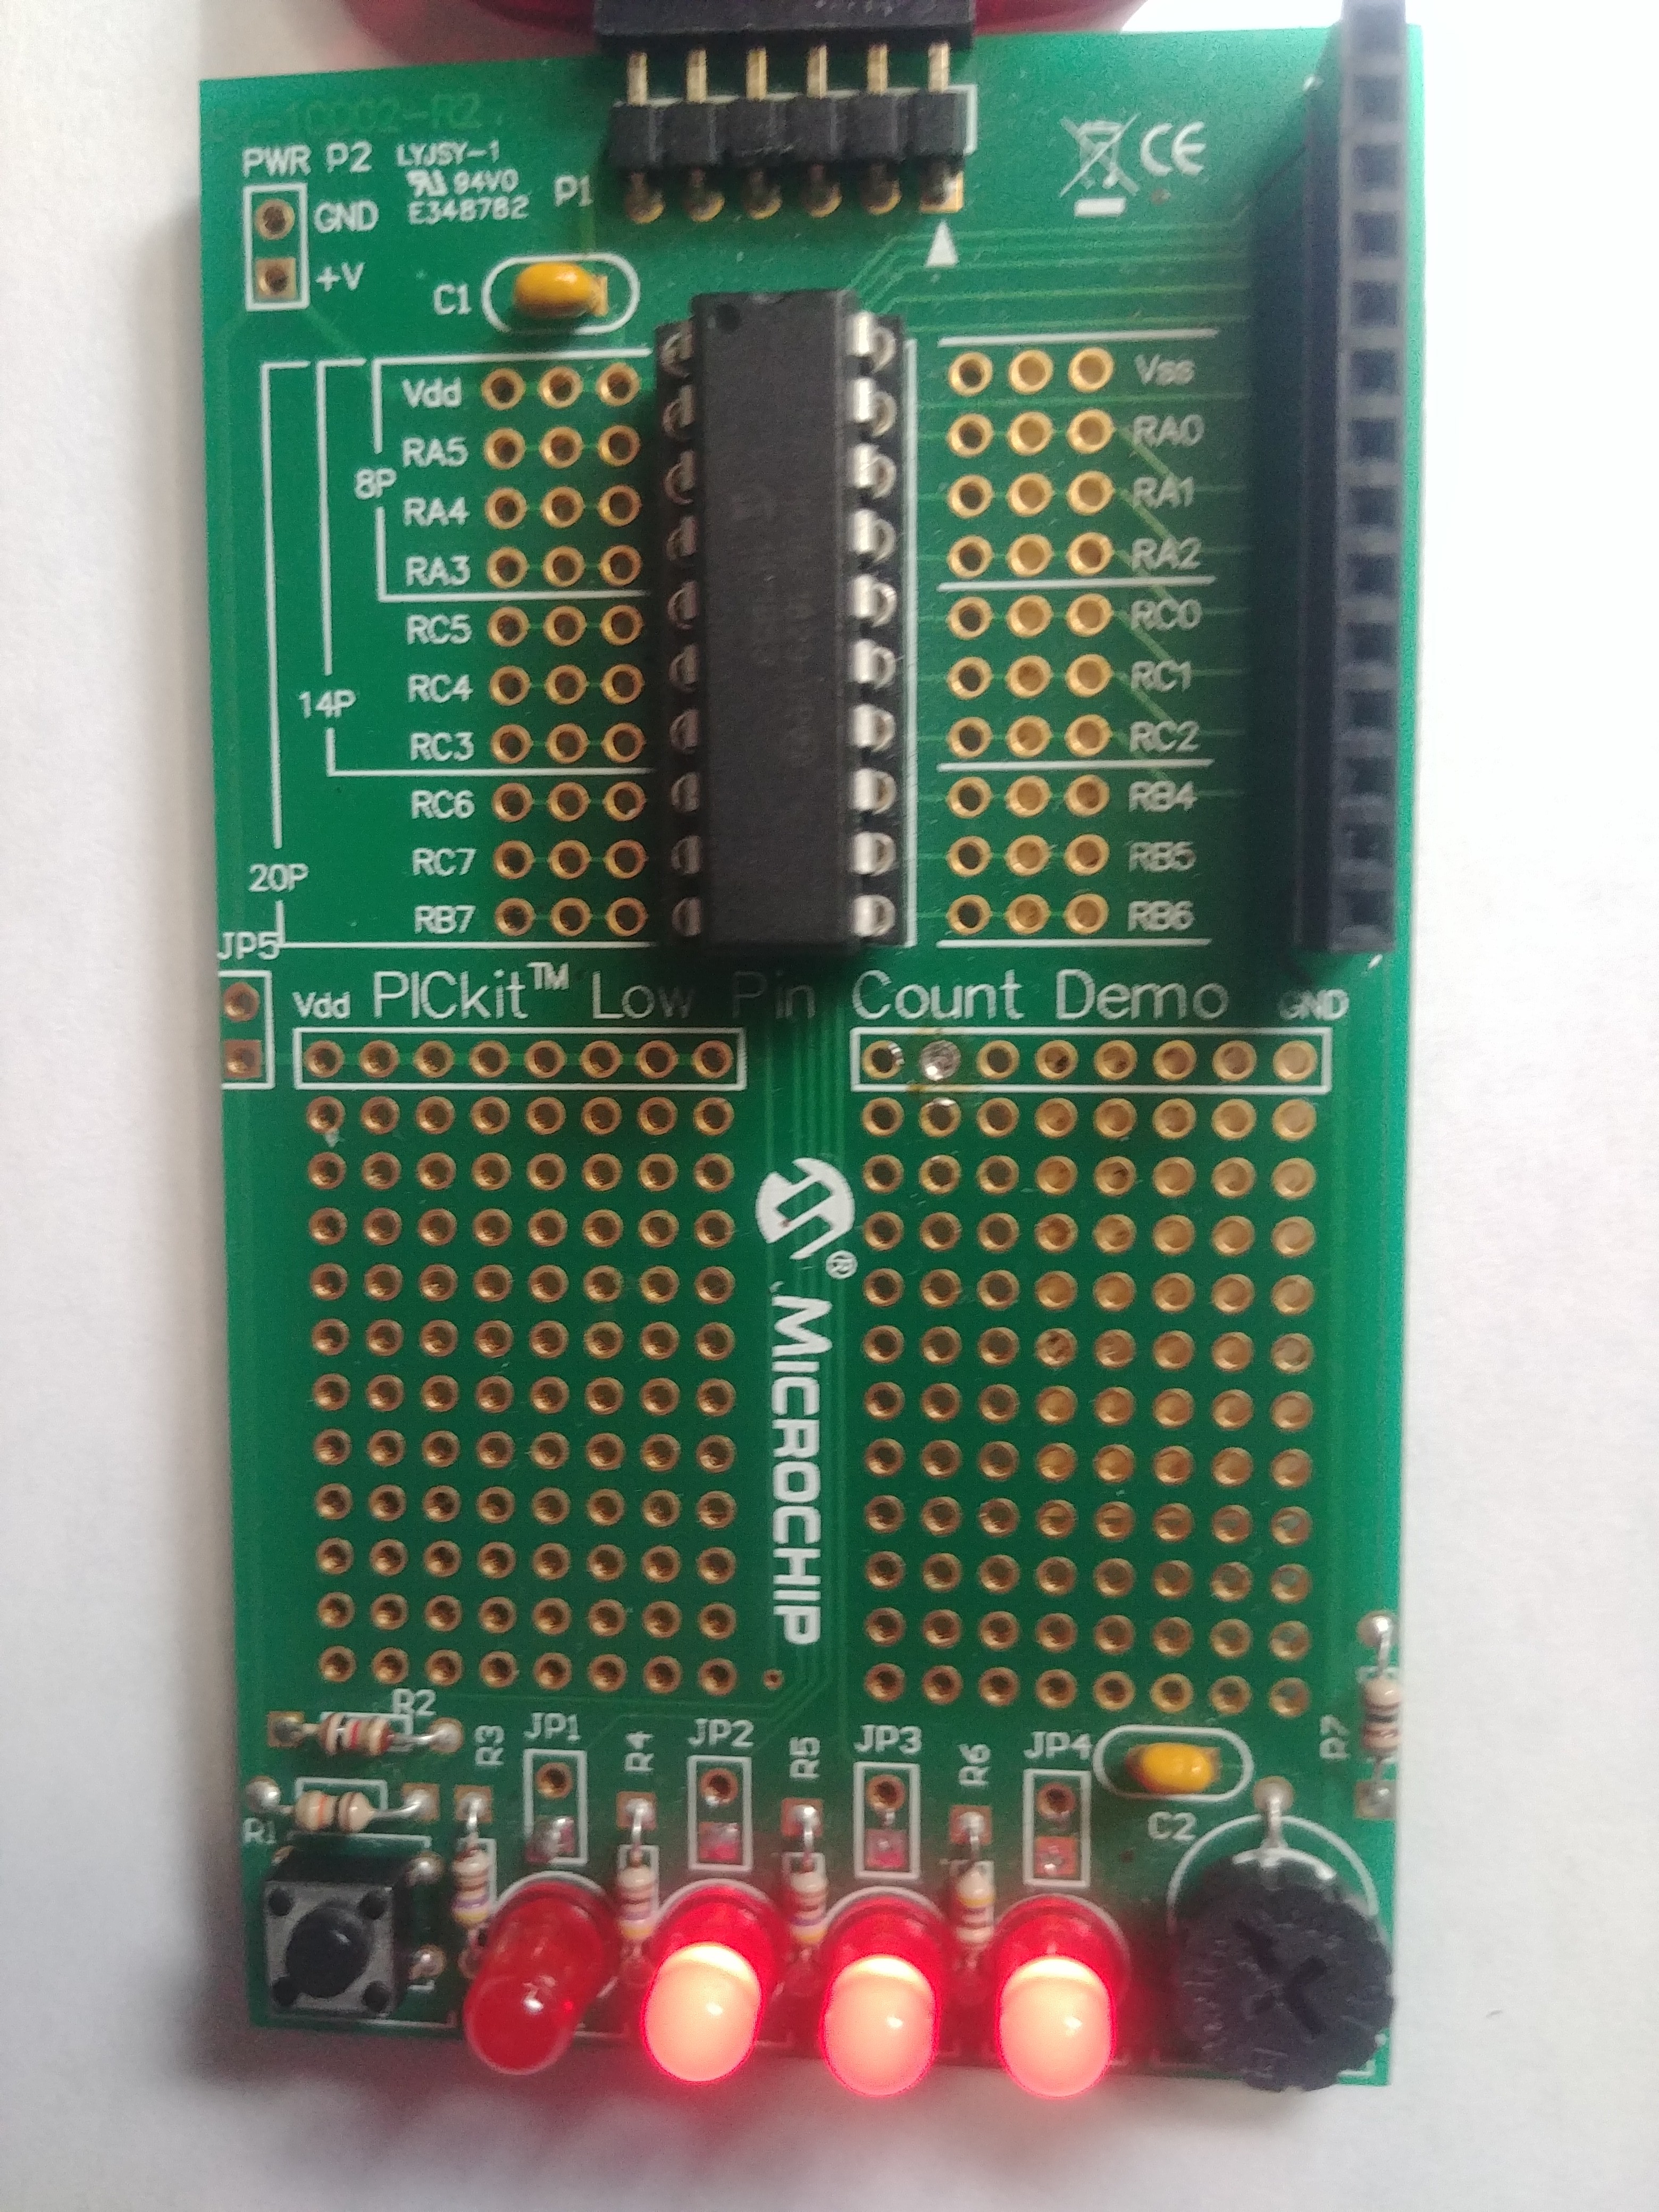 PWR P2
GND
+V
LYJSY-1
94V0
E348782
P1
CE
C1
Vdd
RA5
RA4
RA3
RC5
RC4
RC3
RC6
RC7
RB7
8P
14P
20P
Vss
RA0
RA1
RA2
RC0
RC1
RC2
RB4
RB5
RB6
JP5
Vdd PICkit™ Low Pin Count Demo GND
® MICROCHIP
R2
R3
JP1
R4
JP2
R5
JP3
R6
JP4
R7
R1
C2